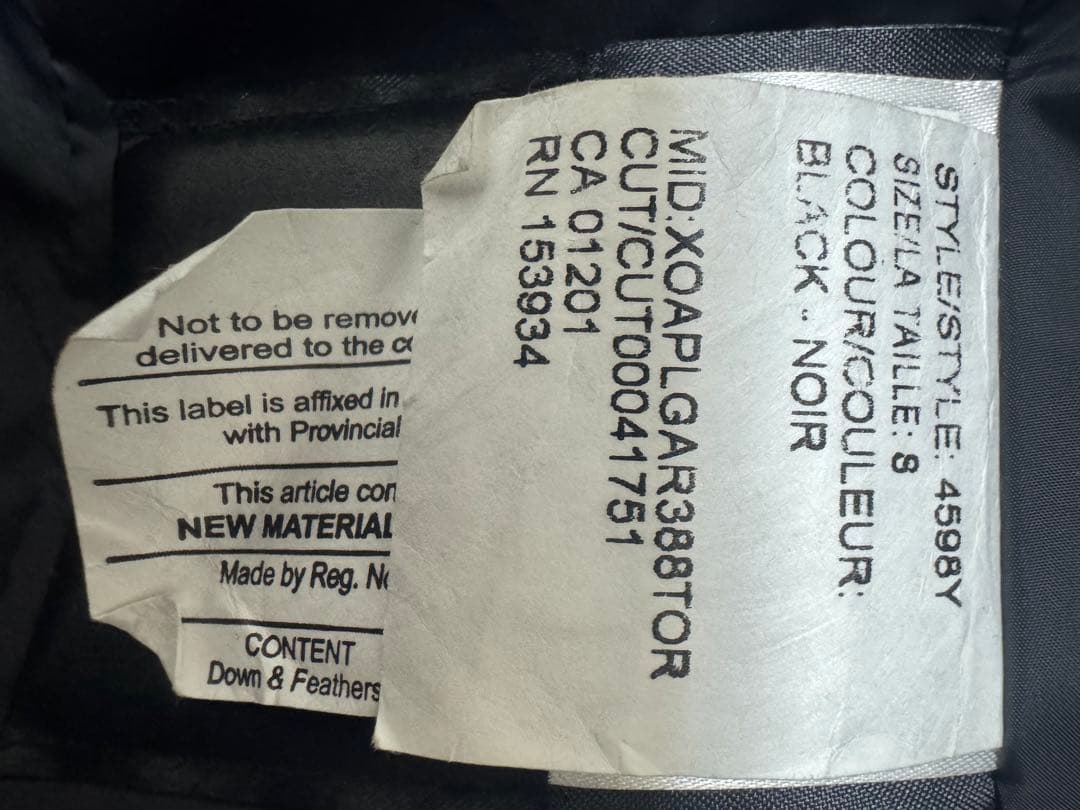 STYLE/STYLE: 4598Y
SIZE/LA TAILLE: S
COLOUR/COULEUR:
BLACK - NOIR
MID:XOAPLGAR388TOR
CUT/CUT00041751
CA 01201
RN 153934
Not to be remov
delivered to the c
This label is affixed in
with Provincial
This article con
NEW MATERIAL
Made by Reg. No
CONTENT
Down & Feathers